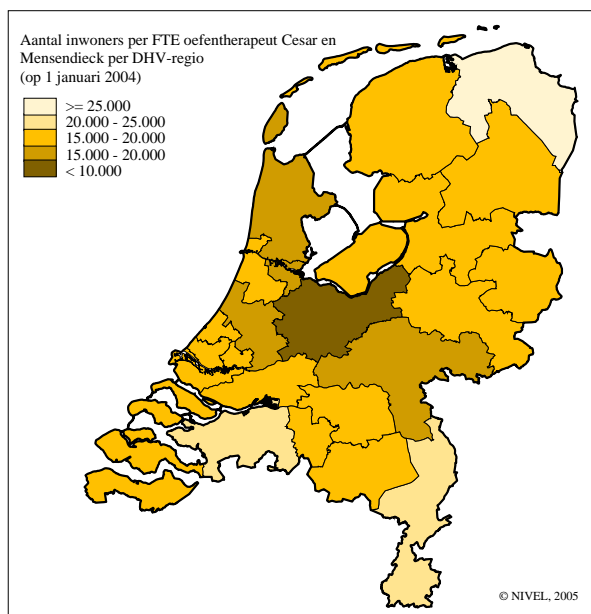 Aantal inwoners per FTE oefentherapeut Cesar en
Mensendieck per DHV-regio
(op 1 januari 2004)
>= 25.000
20.000 - 25.000
15.000 - 20.000
15.000 - 20.000
< 10.000
© NIVEL, 2005